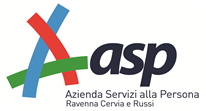 asp
Azienda Servizi alla Persona
Ravenna Cervia e Russi